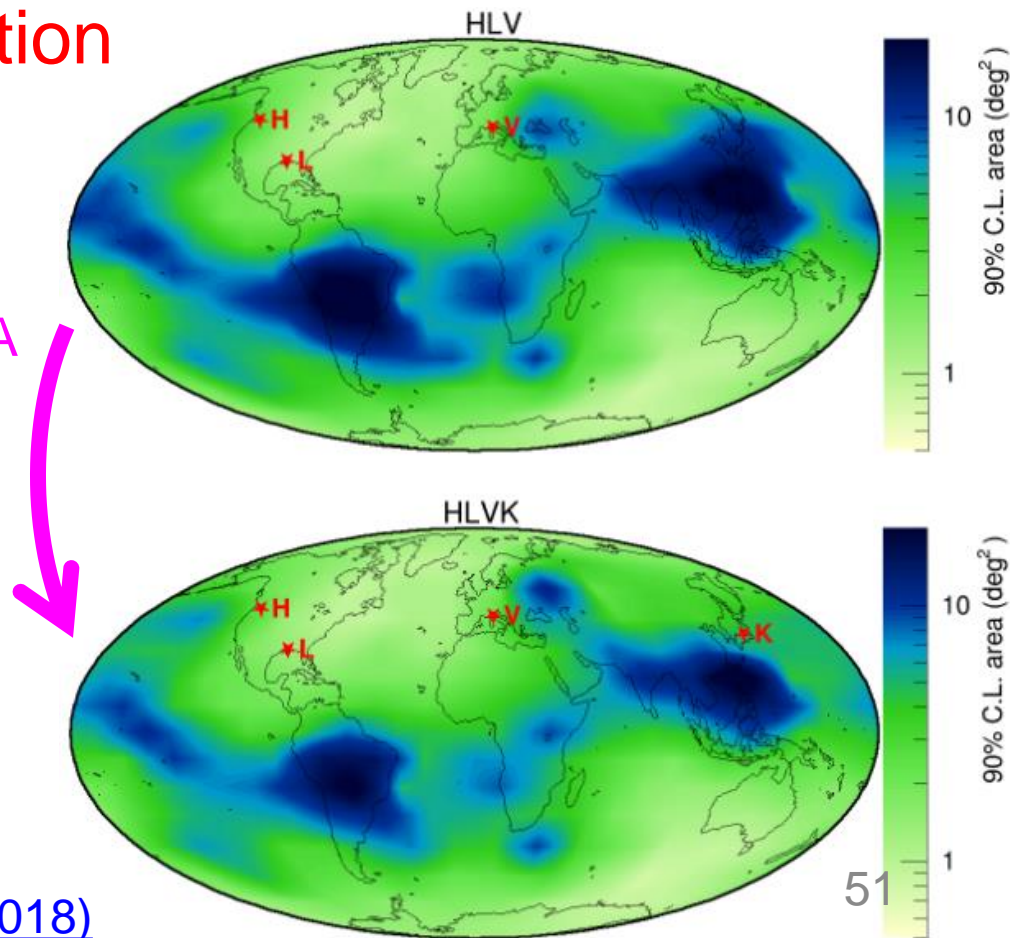 tion
HLV
H
L
V
10
1
90% C.L. area (deg²)
A
HLVK
H
L
V
K
10
1
90% C.L. area (deg²)
51
018)